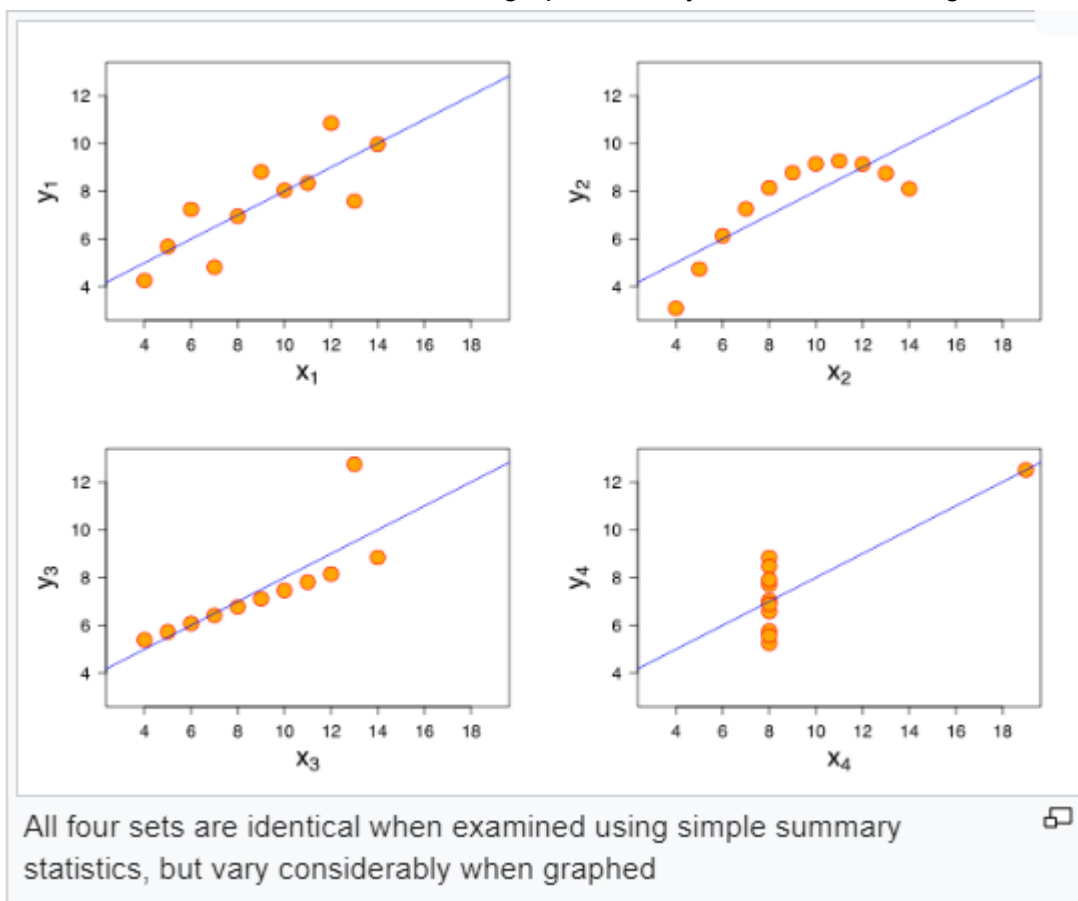 12
10
8
6
4
y1
4 6 8 10 12 14 16 18
x1
12
10
8
6
4
y2
4 6 8 10 12 14 16 18
x2
12
10
8
6
4
y3
4 6 8 10 12 14 16 18
x3
12
10
8
6
4
y4
4 6 8 10 12 14 16 18
x4
All four sets are identical when examined using simple summary
statistics, but vary considerably when graphed